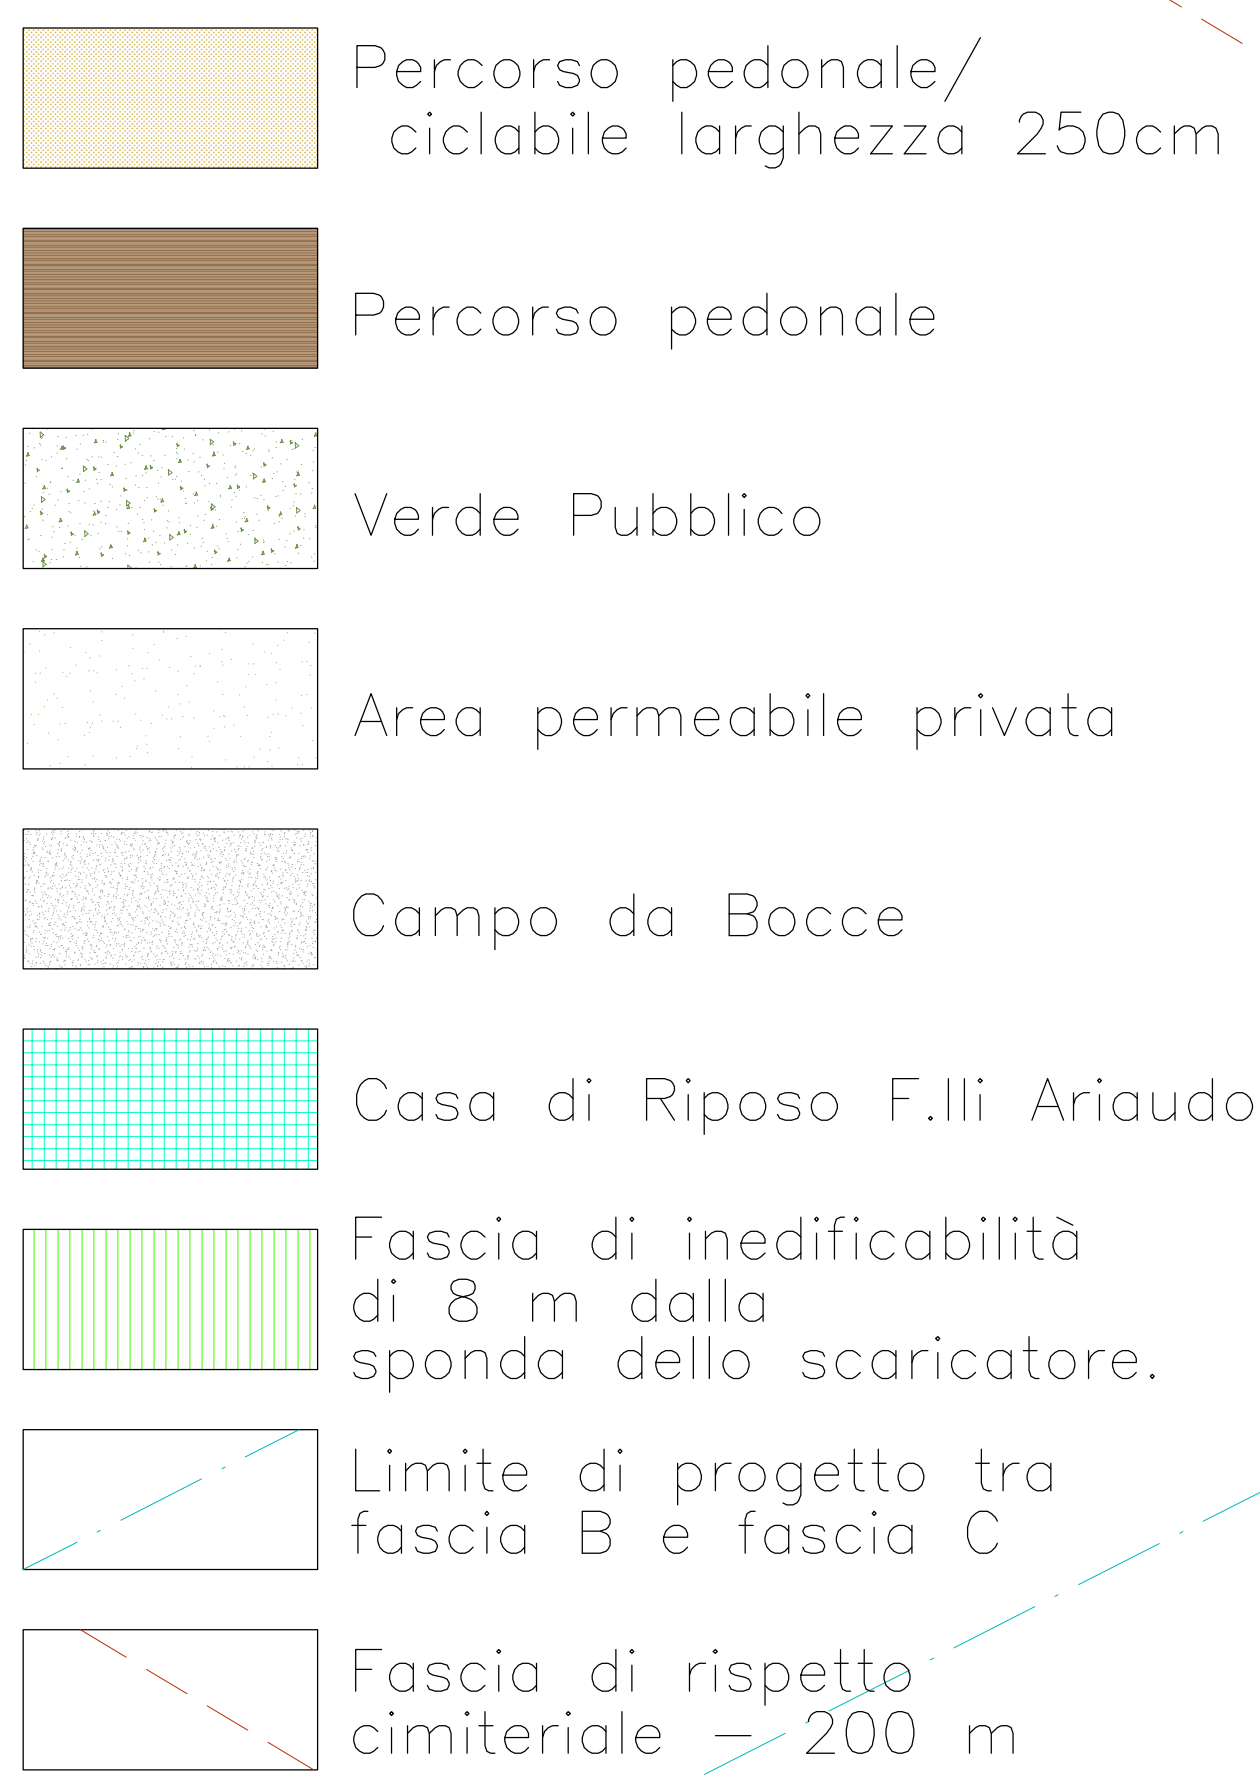 Percorso pedonale/
ciclabile larghezza 250cm
Percorso pedonale
Verde Pubblico
Area permeabile privata
Campo da Bocce
Casa di Riposo F.lli Ariaudo
Fascia di inedificabilità
di 8 m dalla
sponda dello scaricatore.
Limite di progetto tra
fascia B e fascia C
Fascia di rispetto
cimiteriale – 200 m